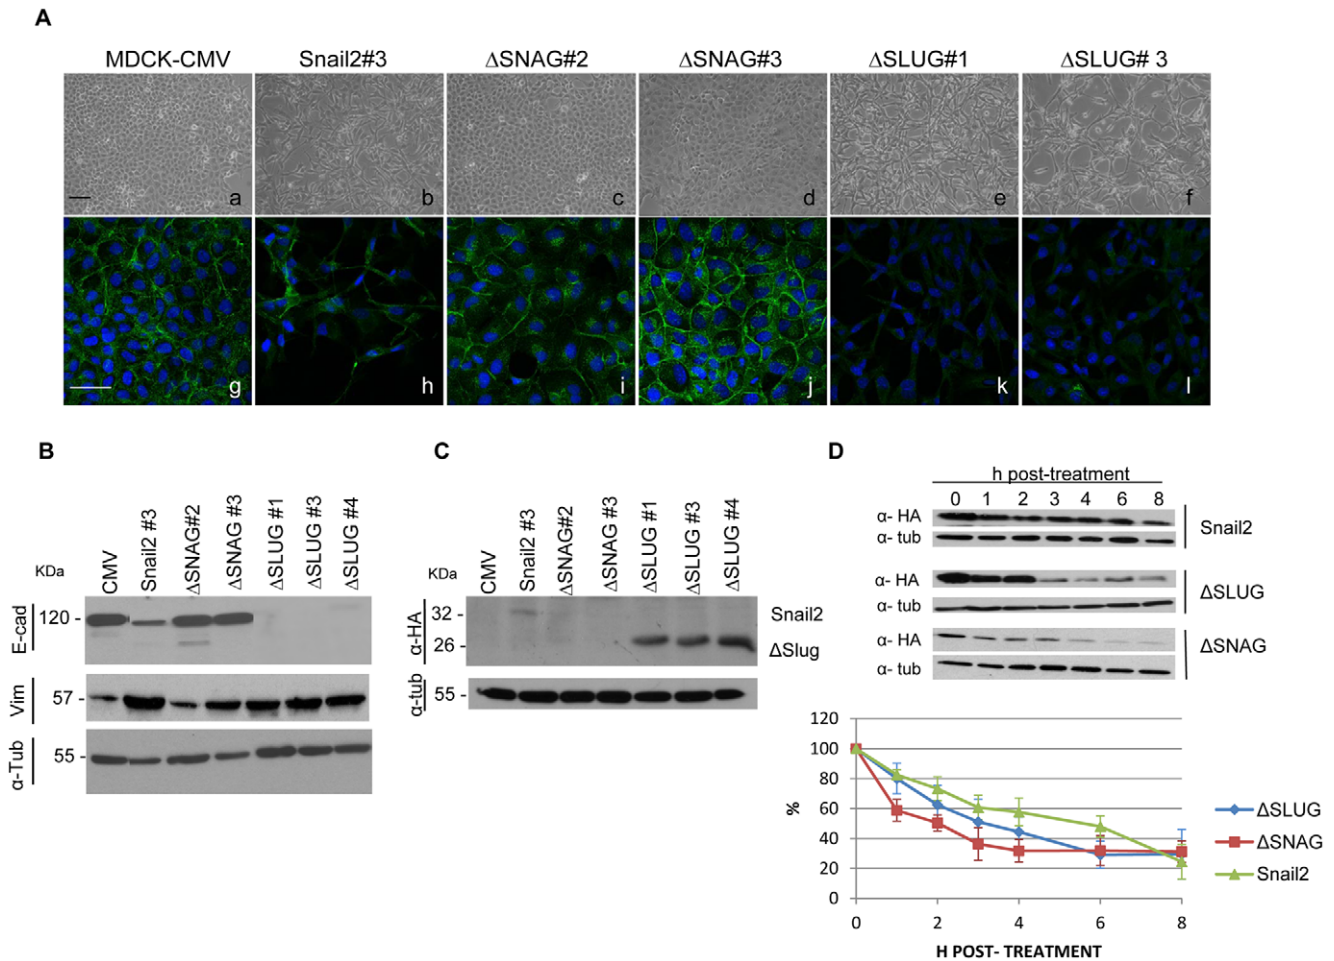 A
MDCK-CMV Snail2#3 ΔSNAG#2 ΔSNAG#3 ΔSLUG#1 ΔSLUG# 3
a b c d e f
g h i j k l
B
CMV Snail2 #3 ΔSNAG#2 ΔSNAG #3 ΔSLUG #1 ΔSLUG #3 ΔSLUG #4
KDa
E-cad 120 -
Vim 57 -
α-Tub 55 -
C
CMV Snail2 #3 ΔSNAG#2 ΔSNAG #3 ΔSLUG #1 ΔSLUG #3 ΔSLUG #4
KDa
α-HA 32 - Snail2
26 - ΔSlug
α-tub 55 -
D
h post-treatment
0 1 2 3 4 6 8
α- HA
α- tub
Snail2
α- HA
α- tub
ΔSLUG
α- HA
α- tub
ΔSNAG
120
100
80
60
40
20
0
%
0 2 4 6 8
H POST- TREATMENT
ΔSLUG
ΔSNAG
Snail2